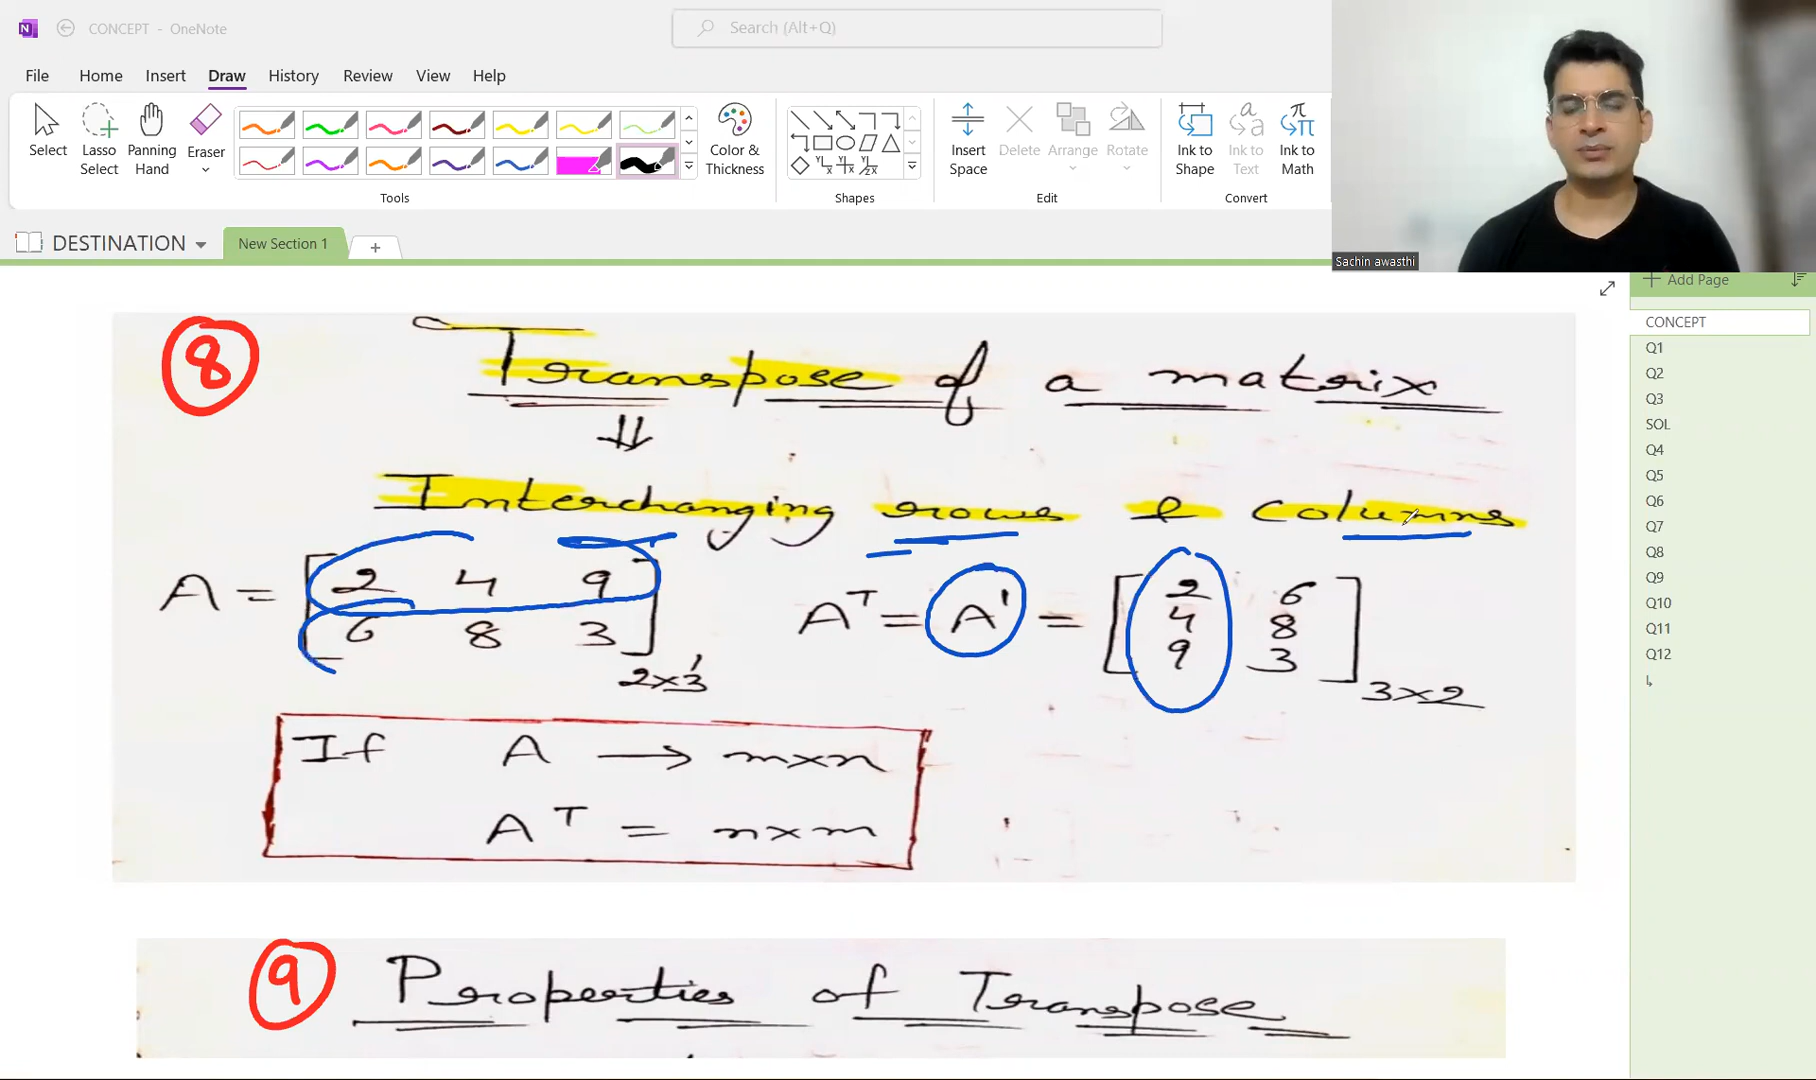 CONCEPT - OneNote
Search (Alt+Q)
File Home Insert Draw History Review View Help
Select
Lasso Select
Panning Hand
Eraser
Color & Thickness
Insert Space
Delete
Arrange
Rotate
Ink to Shape
Ink to Text
Ink to Math
Tools
Shapes
Edit
Convert
Sachin awasthi
DESTINATION
New Section 1
+
Add Page
CONCEPT
Q1
Q2
Q3
SOL
Q4
Q5
Q6
Q7
Q8
Q9
Q10
Q11
Q12
8 Transpose of a matrix
⇓
Interchanging rows & columns
A = [2 4 9
6 8 3] 2×3
A^T = A' = [2 6
4 8
9 3] 3×2
If A → m×n
A^T = n×m
9 Properties of Transpose